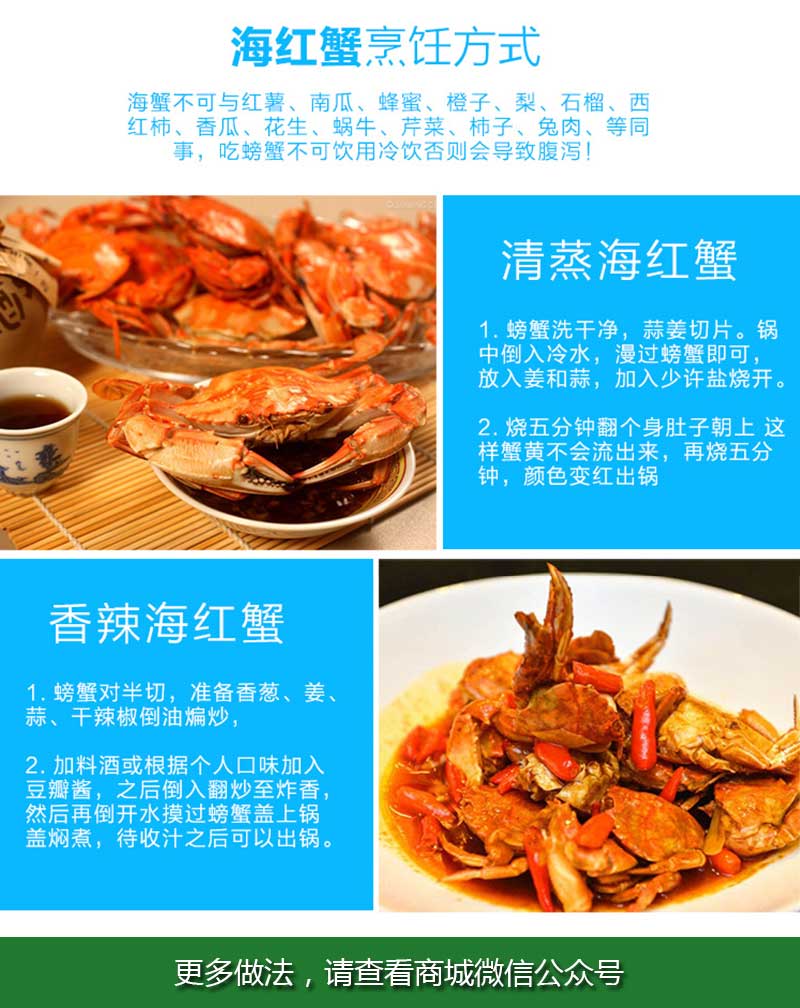 海红蟹烹饪方式
海蟹不可与红薯、南瓜、蜂蜜、橙子、梨、石榴、西
红柿、香瓜、花生、蜗牛、芹菜、柿子、兔肉、等同
事，吃螃蟹不可饮用冷饮否则会导致腹泻！
清蒸海红蟹
1. 螃蟹洗干净，蒜姜切片。锅
中倒入冷水，漫过螃蟹即可，
放入姜和蒜，加入少许盐烧开。
2. 烧五分钟翻个身肚子朝上 这
样蟹黄不会流出来，再烧五分
钟，颜色变红出锅
香辣海红蟹
1. 螃蟹对半切，准备香葱、姜、
蒜、干辣椒倒油煸炒，
2. 加料酒或根据个人口味加入
豆瓣酱，之后倒入翻炒至炸香，
然后再倒开水摸过螃蟹盖上锅
盖焖煮，待收汁之后可以出锅。
更多做法，请查看商城微信公众号